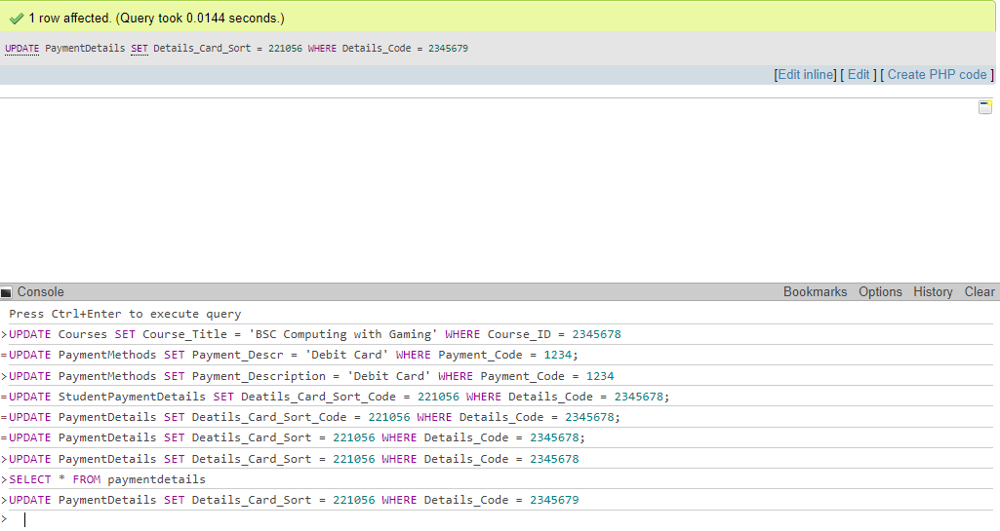 1 row affected. (Query took 0.0144 seconds.)
UPDATE PaymentDetails SET Details_Card_Sort = 221056 WHERE Details_Code = 2345679
[Edit inline] [ Edit ] [ Create PHP code ]
Console Bookmarks Options History Clear
Press Ctrl+Enter to execute query
>UPDATE Courses SET Course_Title = 'BSC Computing with Gaming' WHERE Course_ID = 2345678
=UPDATE PaymentMethods SET Payment_Descr = 'Debit Card' WHERE Payment_Code = 1234;
>UPDATE PaymentMethods SET Payment_Description = 'Debit Card' WHERE Payment_Code = 1234
=UPDATE StudentPaymentDetails SET Deatils_Card_Sort_Code = 221056 WHERE Details_Code = 2345678;
=UPDATE PaymentDetails SET Deatils_Card_Sort_Code = 221056 WHERE Details_Code = 2345678;
=UPDATE PaymentDetails SET Deatils_Card_Sort = 221056 WHERE Details_Code = 2345678;
>UPDATE PaymentDetails SET Details_Card_Sort = 221056 WHERE Details_Code = 2345678
>SELECT * FROM paymentdetails
>UPDATE PaymentDetails SET Details_Card_Sort = 221056 WHERE Details_Code = 2345679
>